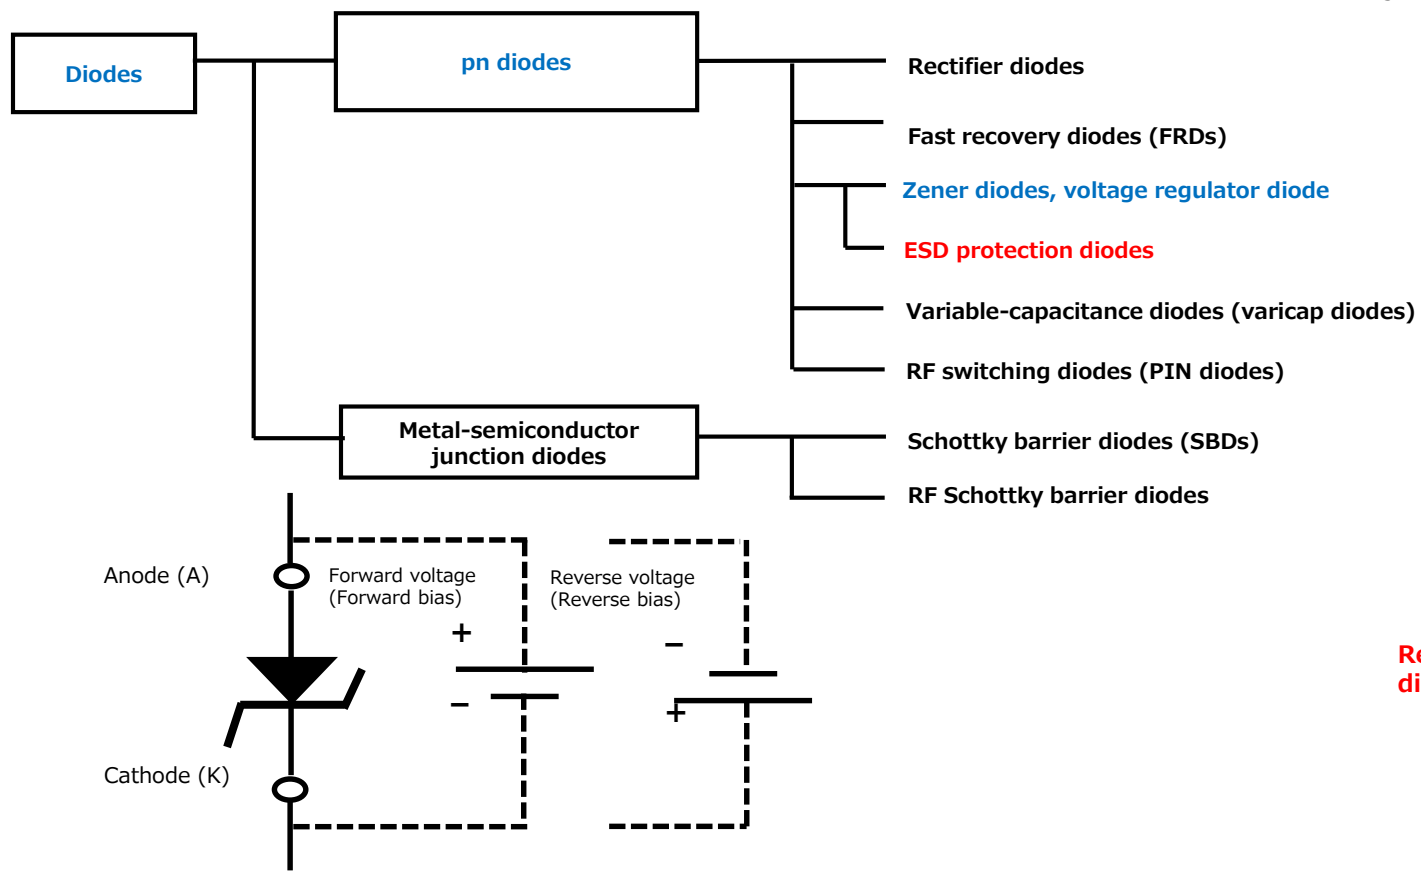 Diodes
pn diodes
Rectifier diodes
Fast recovery diodes (FRDs)
Zener diodes, voltage regulator diode
ESD protection diodes
Variable-capacitance diodes (varicap diodes)
RF switching diodes (PIN diodes)
Metal-semiconductor
junction diodes
Schottky barrier diodes (SBDs)
RF Schottky barrier diodes
Anode (A)
Forward voltage
(Forward bias)
Reverse voltage
(Reverse bias)
+
−
−
+
Cathode (K)